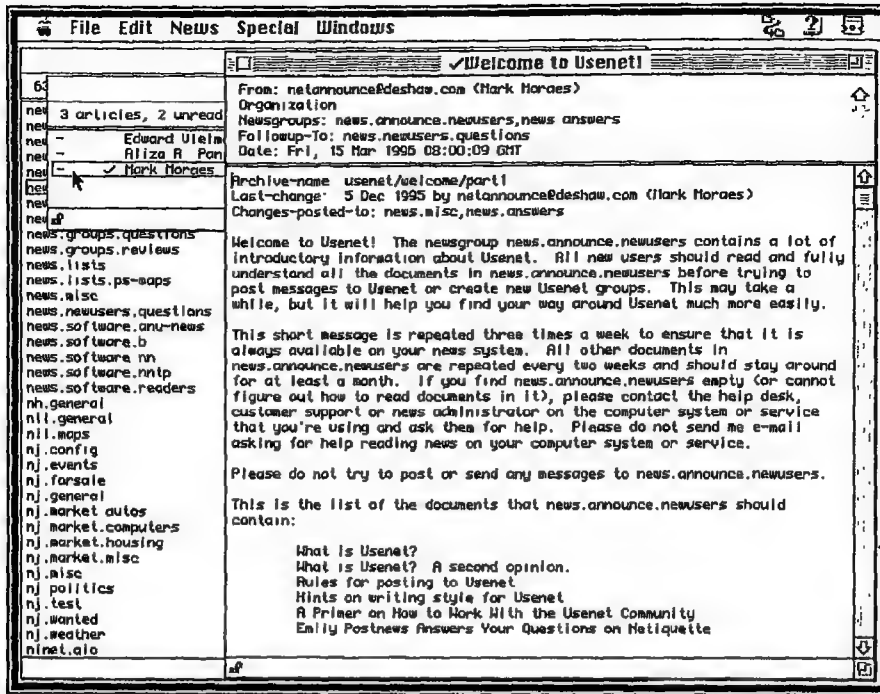 File Edit News Special Windows
✓Welcome to Usenet!
3 articles, 2 unread
- Edward Vielm
- Aliza R Pan
- ✓ Mark Moraes
news.groups.questions
news.groups.reviews
news.lists
news.lists.ps-maps
news.misc
news.newusers.questions
news.software.anu-news
news.software.b
news.software nn
news.software.nntp
news.software.readers
nh.general
nii.general
nii.maps
nj.config
nj.events
nj.forsale
nj.general
nj.market autos
nj market.computers
nj.market.housing
nj.market.misc
nj.misc
nj politics
nj.test
nj.wanted
nj.weather
From: netannounce@deshaw.com (Mark Moraes)
Organization
Newsgroups: news.announce.newusers,news answers
Followup-To: news.newusers.questions
Date: Fri, 15 Mar 1996 08:00:09 GMT
Archive-name usenet/welcome/part1
Last-change: 5 Dec 1995 by netannounce@deshaw.com (Mark Moraes)
Changes-posted-to: news.misc,news.answers
Welcome to Usenet! The newsgroup news.announce.newusers contains a lot of
introductory information about Usenet. All new users should read and fully
understand all the documents in news.announce.newusers before trying to
post messages to Usenet or create new Usenet groups. This may take a
while, but it will help you find your way around Usenet much more easily.
This short message is repeated three times a week to ensure that it is
always available on your news system. All other documents in
news.announce.newusers are repeated every two weeks and should stay around
for at least a month. If you find news.announce.newusers empty (or cannot
figure out how to read documents in it), please contact the help desk,
customer support or news administrator on the computer system or service
that you're using and ask them for help. Please do not send me e-mail
asking for help reading news on your computer system or service.
Please do not try to post or send any messages to news.announce.newusers.
This is the list of the documents that news.announce.newusers should
contain:
What is Usenet?
What is Usenet? A second opinion.
Rules for posting to Usenet
Hints on writing style for Usenet
A Primer on How to Work With the Usenet Community
Emily Postnews Answers Your Questions on Netiquette